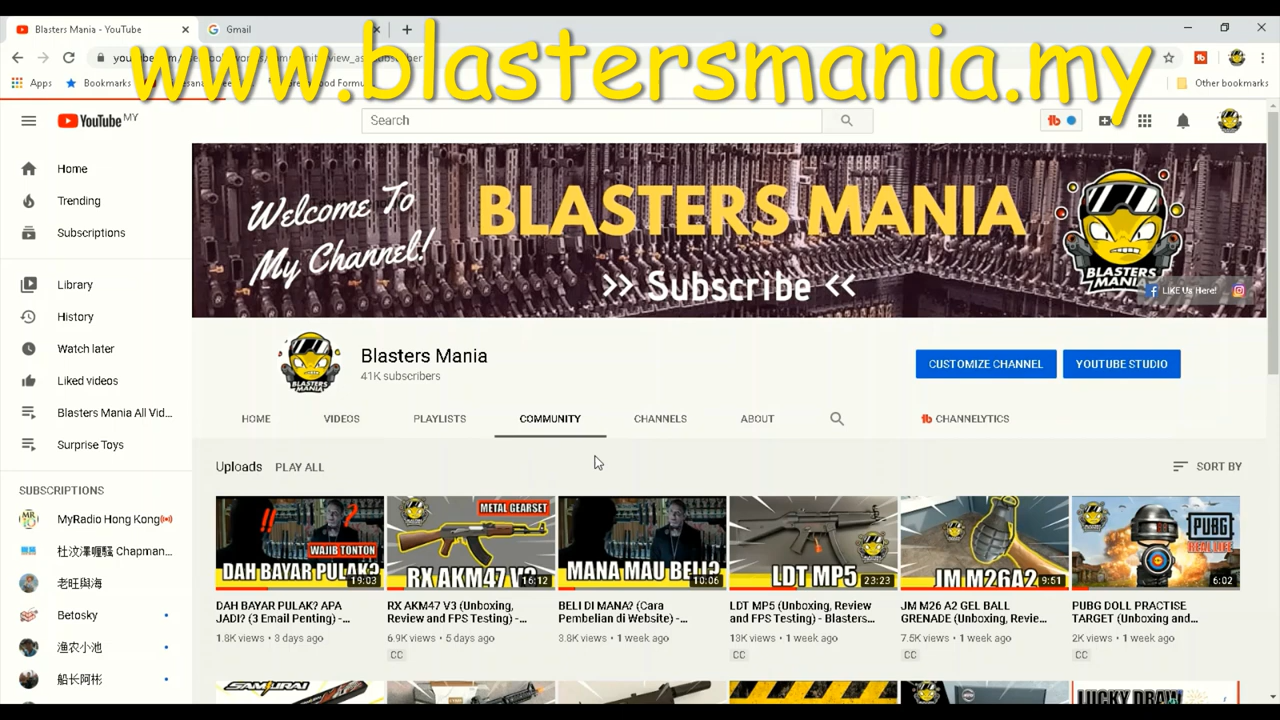 Blasters Mania - YouTube
Gmail
www.blastersmania.my
Apps
Bookmarks
Other bookmarks
YouTube MY
Search
Home
Trending
Subscriptions
Library
History
Watch later
Liked videos
Blasters Mania All Vid...
Surprise Toys
SUBSCRIPTIONS
MyRadio Hong Kong
杜汶澤喱騷 Chapman...
老旺與海
Betosky
渔农小池
船长阿彬
Welcome To
My Channel!
BLASTERS MANIA
>> Subscribe <<
BLASTERS
MANIA
LIKE Us Here!
Blasters Mania
41K subscribers
CUSTOMIZE CHANNEL
YOUTUBE STUDIO
HOME
VIDEOS
PLAYLISTS
COMMUNITY
CHANNELS
ABOUT
CHANNELYTICS
Uploads
PLAY ALL
SORT BY
!!
?
WAJIB TONTON
DAH BAYAR PULAK?
19:03
DAH BAYAR PULAK? APA
JADI? (3 Email Penting) -...
1.8K views • 3 days ago
METAL GEARSET
RX AKM47 V3
16:12
RX AKM47 V3 (Unboxing,
Review and FPS Testing) -...
6.9K views • 5 days ago
CC
MANA MAU BELI?
10:06
BELI DI MANA? (Cara
Pembelian di Website) -...
3.8K views • 1 week ago
LDT MP5
23:23
LDT MP5 (Unboxing, Review
and FPS Testing) - Blasters...
13K views • 1 week ago
CC
JM M26A2
9:51
JM M26 A2 GEL BALL
GRENADE (Unboxing, Revie...
7.5K views • 1 week ago
CC
PUBG
REAL LIFE
6:02
PUBG DOLL PRACTISE
TARGET (Unboxing and...
2K views • 1 week ago
CC
SAMURAI
LUCKY DRAW